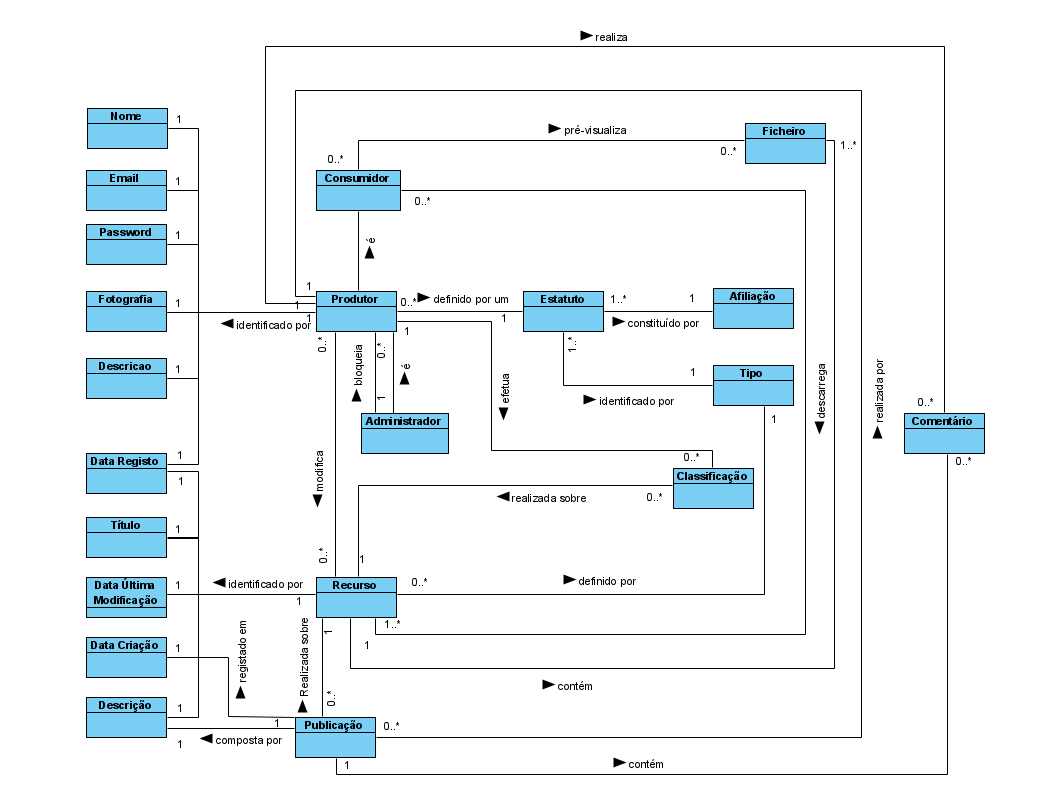 realiza
Nome
1
pré-visualiza
Ficheiro
0..*
0..*
1..*
Email
1
Consumidor
0..*
Password
1
é
Fotografia
1
1
1
1
Produtor
0..*
definido por um
1
Estatuto
1..*
1
Afiliação
identificado por
constituído por
0..*
bloqueia
0..*
é
1
1..*
Descricao
1
1
Tipo
identificado por
1
efetua
descarrega
realizada por
1
0..*
Administrador
Comentário
0..*
Data Registo
1
1
modifica
0..*
Classificação
realizada sobre
0..*
Título
1
0..*
1
Data Última
Modificação
1
identificado por
1
Recurso
0..*
definido por
1
1..*
1
Data Criação
1
registado em
Realizada sobre
0..*
contém
Descrição
1
1
1
composta por
Publicação
0..*
1
contém